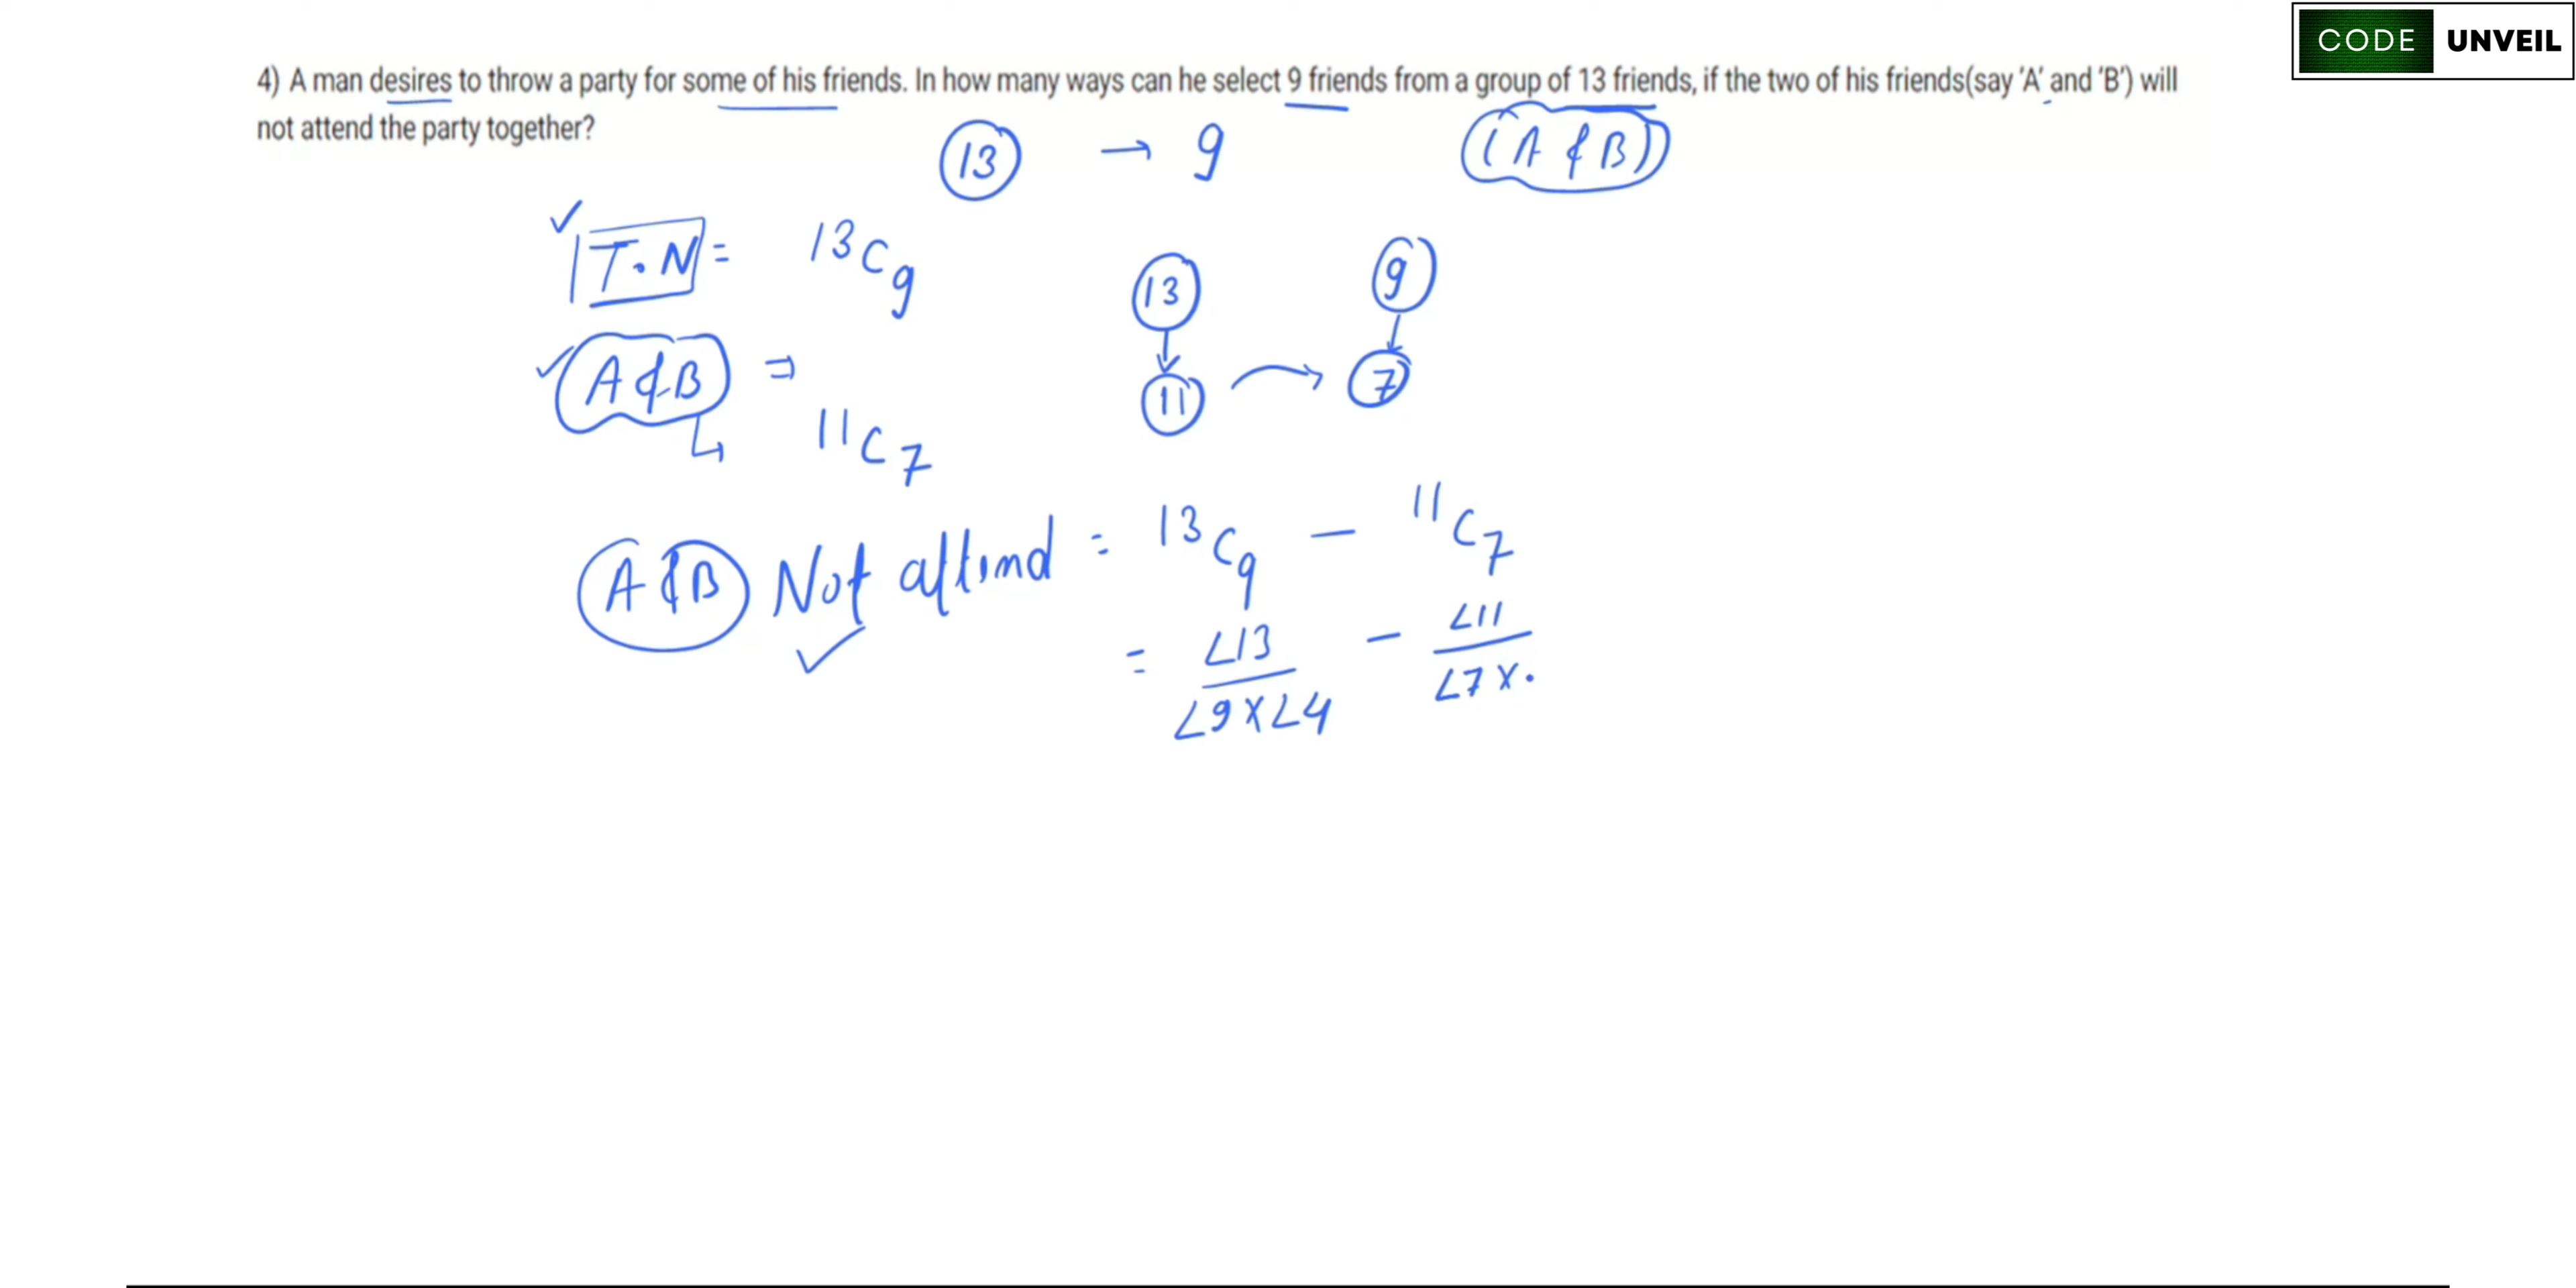 CODE UNVEIL
4) A man desires to throw a party for some of his friends. In how many ways can he select 9 friends from a group of 13 friends, if the two of his friends(say 'A' and 'B') will
not attend the party together?
13 → 9 (A & B)
T.N = ¹³C₉
13 9
A & B ⇒
11 → 7
¹¹C₇
A & B Not attend = ¹³C₉ − ¹¹C₇
= ∠13 / ∠9 × ∠4 − ∠11 / ∠7 ×.